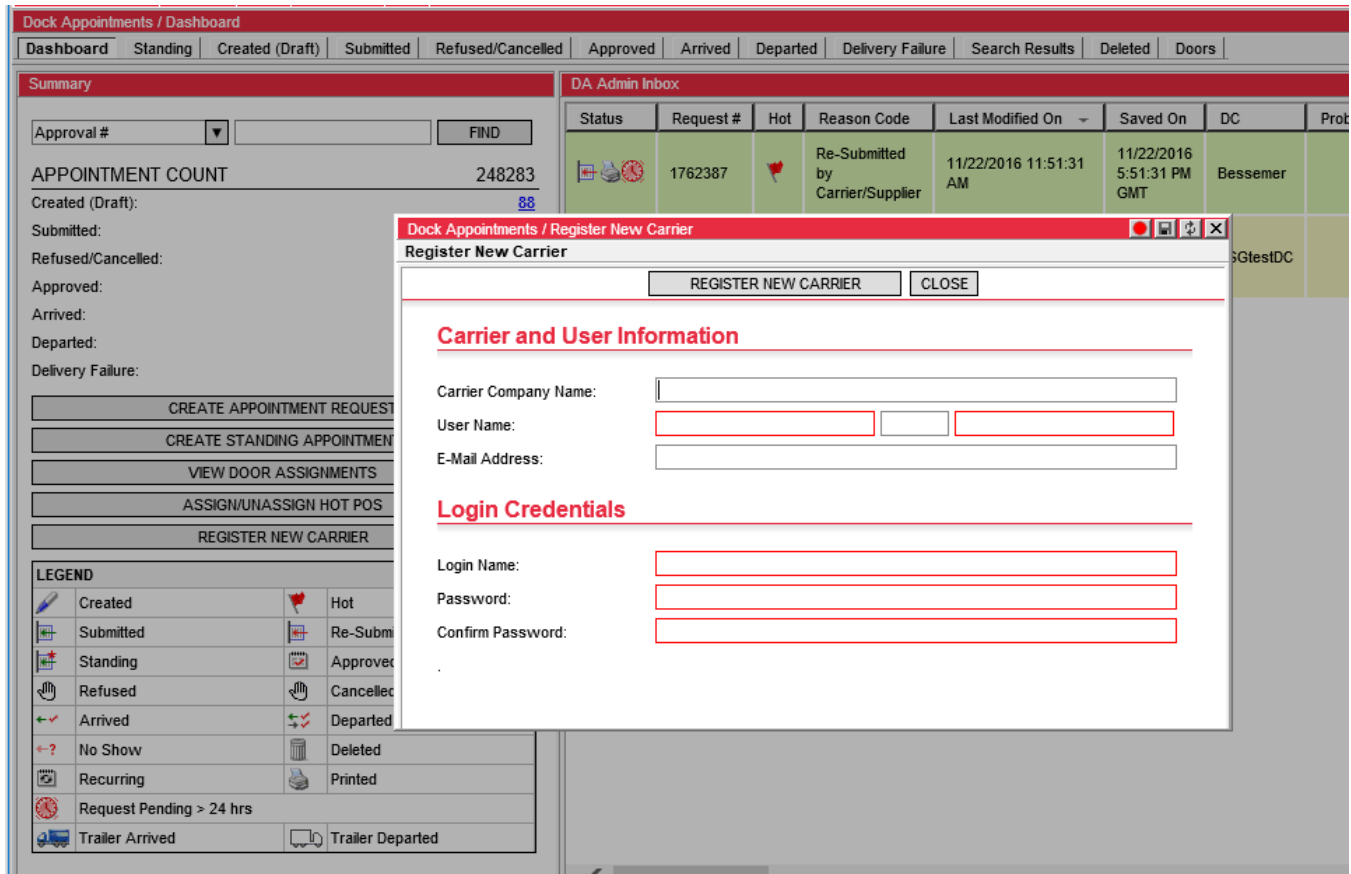 Dock Appointments / Dashboard
Dashboard Standing Created (Draft) Submitted Refused/Cancelled Approved Arrived Departed Delivery Failure Search Results Deleted Doors
Summary
Approval # FIND
APPOINTMENT COUNT 248283
Created (Draft): 88
Submitted:
Refused/Cancelled:
Approved:
Arrived:
Departed:
Delivery Failure:
CREATE APPOINTMENT REQUEST
CREATE STANDING APPOINTMEN
VIEW DOOR ASSIGNMENTS
ASSIGN/UNASSIGN HOT POS
REGISTER NEW CARRIER
LEGEND
Created Hot
Submitted Re-Submi
Standing Approved
Refused Cancelled
Arrived Departed
No Show Deleted
Recurring Printed
Request Pending > 24 hrs
Trailer Arrived Trailer Departed
DA Admin Inbox
Status Request # Hot Reason Code Last Modified On Saved On DC Prob
1762387
Re-Submitted
by
Carrier/Supplier
11/22/2016 11:51:31
AM
11/22/2016
5:51:31 PM
GMT
Bessemer
SGtestDC
Dock Appointments / Register New Carrier
Register New Carrier
REGISTER NEW CARRIER CLOSE
Carrier and User Information
Carrier Company Name:
User Name:
E-Mail Address:
Login Credentials
Login Name:
Password:
Confirm Password:
.